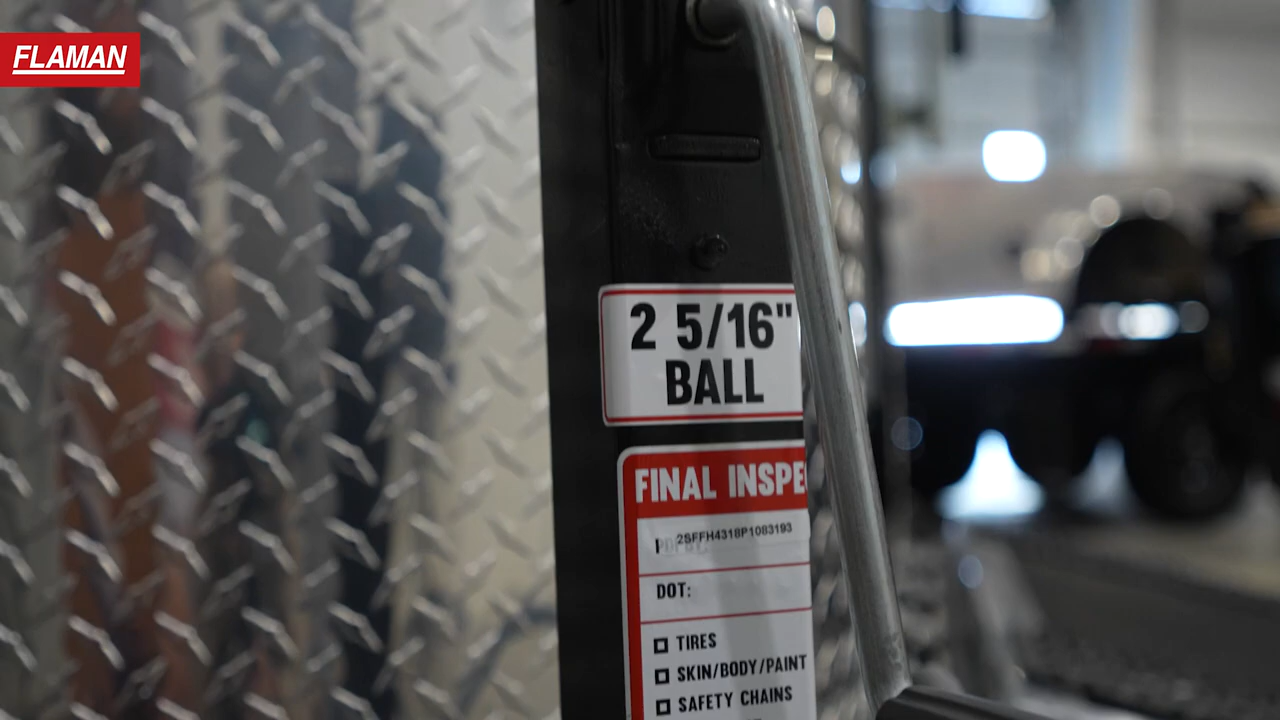 FLAMAN
2 5/16"
BALL
FINAL INSPE
2SFFH4318P1083193
DOT:
TIRES
SKIN/BODY/PAINT
SAFETY CHAINS